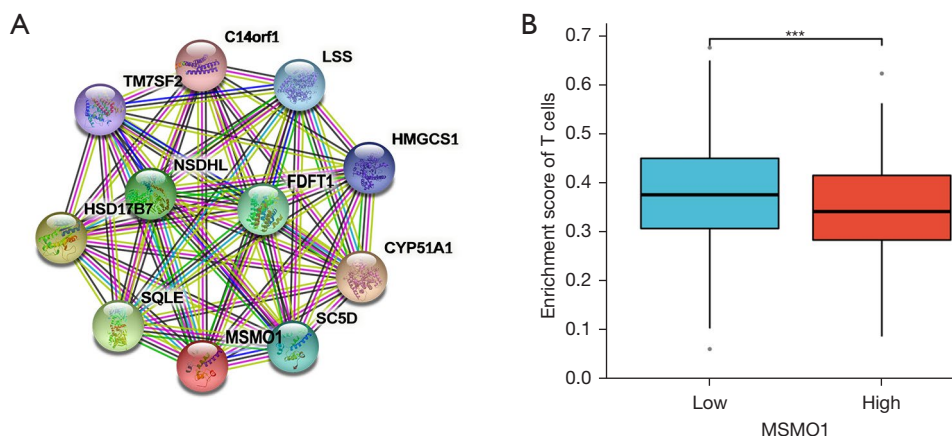 A
C14orf1
LSS
TM7SF2
HMGCS1
NSDHL
FDFT1
HSD17B7
CYP51A1
SQLE
SC5D
MSMO1
B
***
0.7
0.6
0.5
0.4
0.3
0.2
0.1
0.0
Enrichment score of T cells
Low High
MSMO1